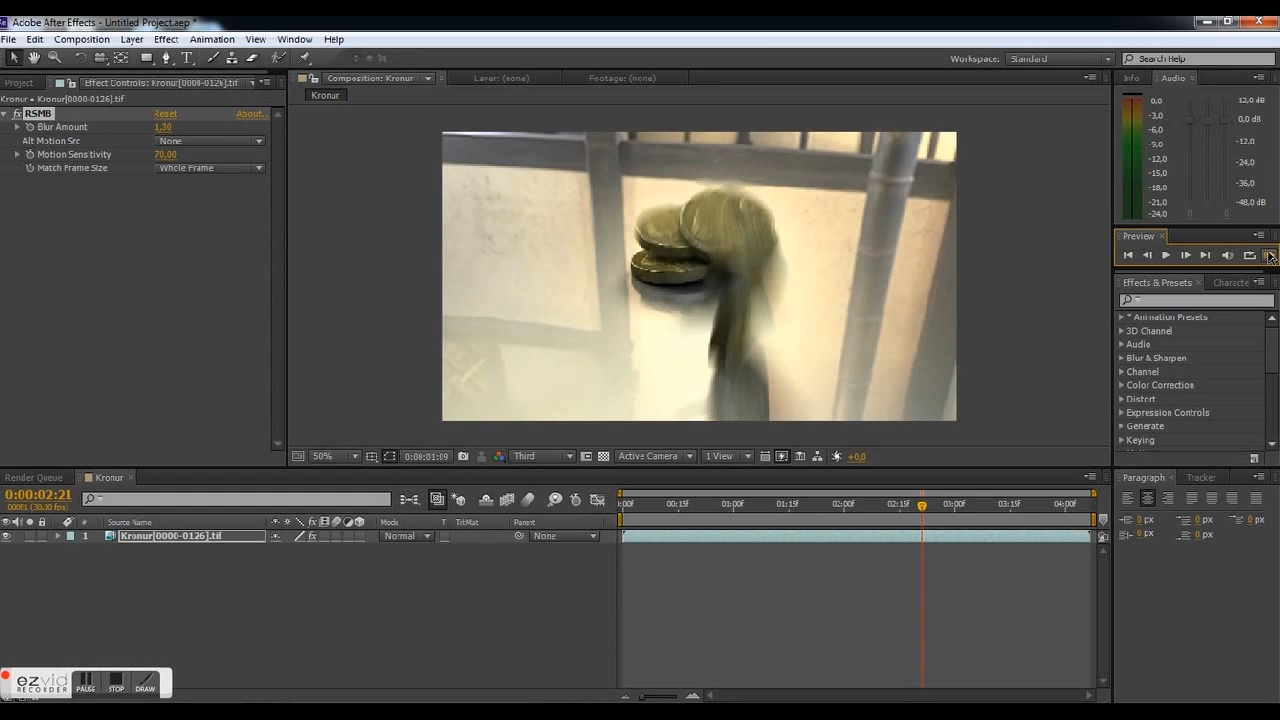 Adobe After Effects - Untitled Project.aep *
File Edit Composition Layer Effect Animation View Window Help
Workspace: Standard Search Help
Project Effect Controls: Kronur[0000-0126].tif
Composition: Kronur Layer: (none) Footage: (none)
Info Audio
Kronur • Kronur[0000-0126].tif
Kronur
fx RSMB Reset About...
Blur Amount 1,30
Alt Motion Src None
Motion Sensitivity 70,00
Match Frame Size Whole Frame
0,0
-3,0
-6,0
-9,0
-12,0
-15,0
-18,0
-21,0
-24,0
12,0 dB
0,0 dB
-12,0
-24,0
-36,0
-48,0 dB
0 0
Preview
Effects & Presets Characte
* Animation Presets
3D Channel
Audio
Blur & Sharpen
Channel
Color Correction
Distort
Expression Controls
Generate
Keying
50% 0:00:01:09 Third Active Camera 1 View +0,0
Render Queue Kronur
Paragraph Tracker
0:00:02:21
00081 (30.00 fps)
:00f 00:15f 01:00f 01:15f 02:00f 02:15f 03:00f 03:15f 04:00f
# Source Name Mode T TrkMat Parent
1 Kronur[0000-0126].tif Normal None
0 px 0 px 0 px
0 px 0 px
ezvid
RECORDER
PAUSE STOP DRAW